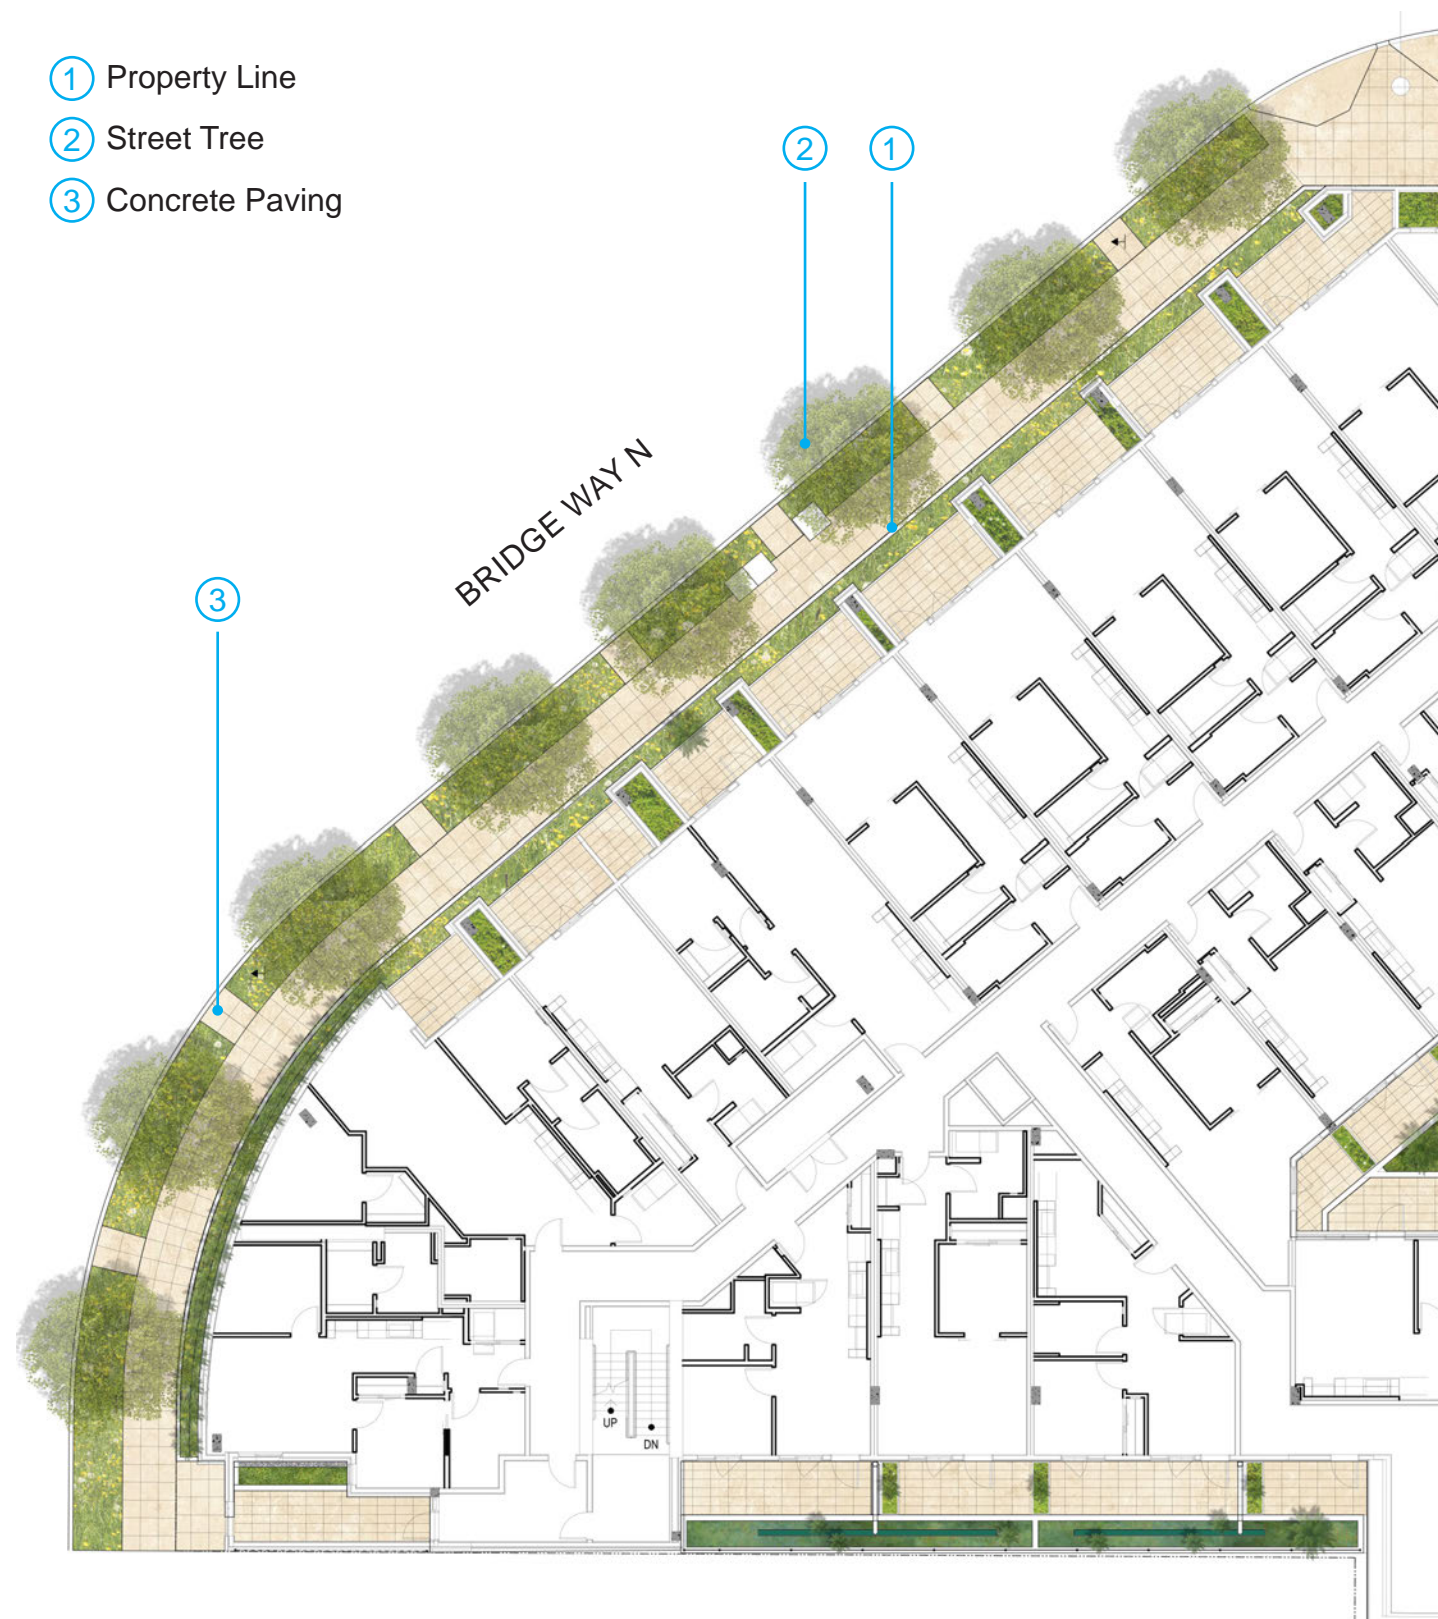 1 Property Line
2 Street Tree
3 Concrete Paving
2 1
BRIDGE WAY N
3
UP
DN